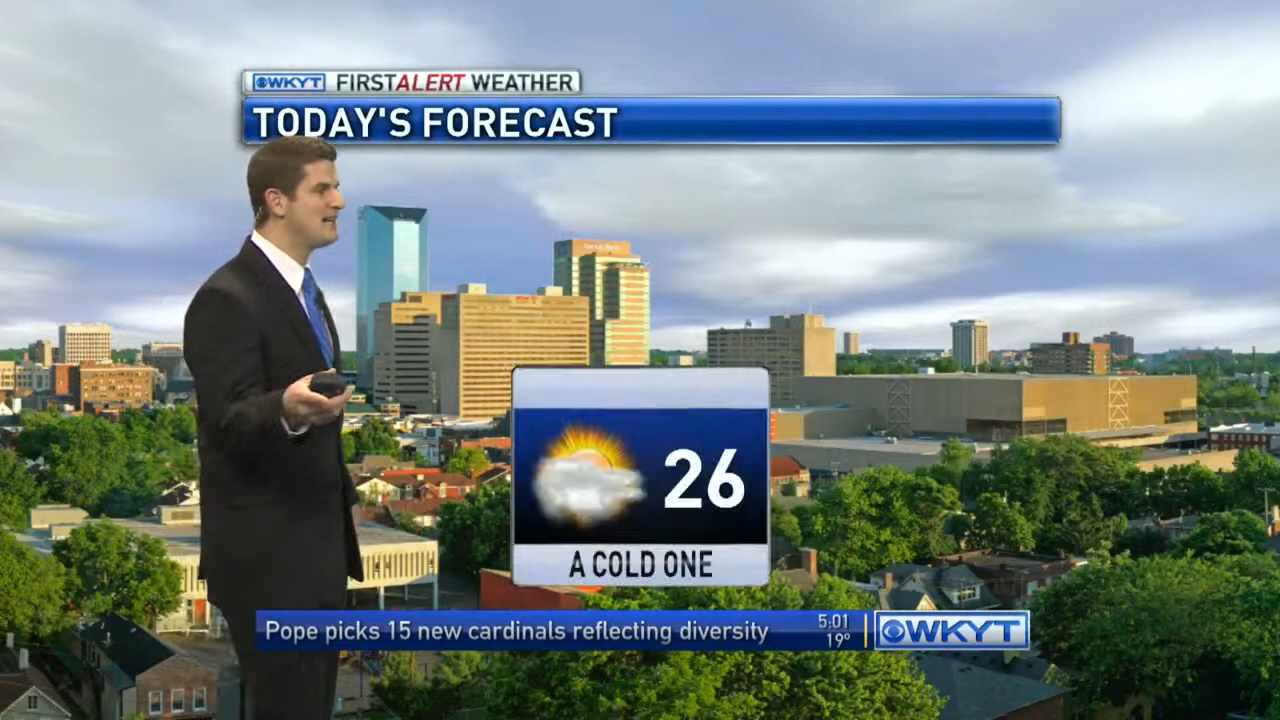 WKYT FIRSTALERT WEATHER
TODAY'S FORECAST
26
A COLD ONE
Pope picks 15 new cardinals reflecting diversity
5:01
19°
WKYT